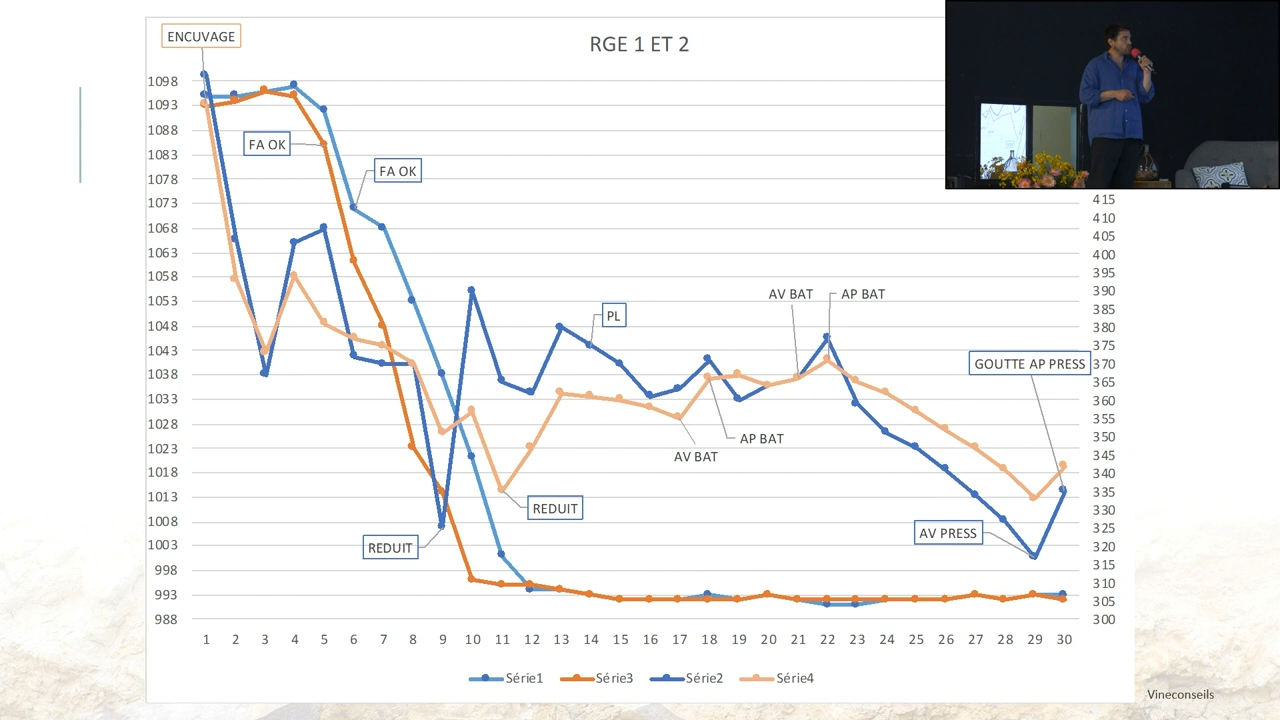 ENCUVAGE
RGE 1 ET 2
1098
1093
1088
1083
1078
1073
1068
1063
1058
1053
1048
1043
1038
1033
1028
1023
1018
1013
1008
1003
998
993
988
FA OK
FA OK
415
410
405
400
395
390
385
380
375
370
365
360
355
350
345
340
335
330
325
320
315
310
305
300
AV BAT
AP BAT
PL
GOUTTE AP PRESS
AP BAT
AV BAT
REDUIT
AV PRESS
REDUIT
1 2 3 4 5 6 7 8 9 10 11 12 13 14 15 16 17 18 19 20 21 22 23 24 25 26 27 28 29 30
Série1 Série3 Série2 Série4
Vineconseils